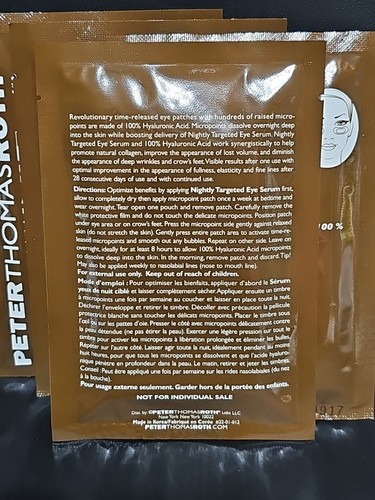 Revolutionary time-released eye patches with hundreds of raised micro-
points are made of 100% Hyaluronic Acid. Micropoints dissolve overnight deep
into the skin while boosting delivery of Nightly Targeted Eye Serum. Nightly
Targeted Eye Serum and 100% Hyaluronic Acid work synergistically to help
promote natural collagen, improve the appearance of lost volume, and diminish
the appearance of deep wrinkles and crow's feet. Visible results after one use with
optimal improvement in the appearance of fullness, elasticity and fine lines after
28 consecutive days of use and with continued use.
Directions: Optimize benefits by applying Nightly Targeted Eye Serum first,
allow to completely dry then apply micropoint patch once a week at bedtime and
wear overnight. Tear open one pouch and remove patch. Carefully remove the
white protective film and do not touch the delicate micropoints. Position patch
under eye area or on crow's feet. Press the micropoint side gently against relaxed
skin (do not stretch the skin). Gently press entire patch area to activate time-re-
leased micropoints and smooth out any bubbles. Repeat on other side. Leave on
overnight, ideally for at least 8 hours to allow 100% Hyaluronic Acid micropoints
to dissolve deep into the skin. In the morning, remove patch and discard. Tip!
May also be applied weekly to nasolabial lines (nose to mouth line).
For external use only. Keep out of reach of children.
Mode d'emploi : Pour optimiser les bienfaits, appliquer d'abord le Sérum
yeux de nuit ciblé et laisser complètement sécher. Appliquer ensuite un timbre
à micropoints une fois par semaine au coucher et laisser en place toute la nuit.
Déchirer l'enveloppe et retirer le timbre. Décoller avec précaution la pellicule
protectrice blanche sans toucher les délicats micropoints. Placer le timbre sous
l'œil ou sur les pattes d'oie. Presser le côté avec micropoints délicatement contre
la peau détendue (ne pas étirer la peau). Exercer une légère pression sur tout le
timbre pour activer les micropoints à libération prolongée et éliminer les bulles.
Répéter sur l'autre côté. Laisser agir toute la nuit, idéalement pendant au moins
huit heures, pour que tous les micropoints se dissolvent et que l'acide hyaluro-
nique pénètre en profondeur dans la peau. Le matin, retirer et jeter les timbres.
Conseil : Peut être appliqué une fois par semaine sur les rides nasolabiales (du nez
à la bouche).
Pour usage externe seulement. Garder hors de la portée des enfants.
NOT FOR INDIVIDUAL SALE
Dist. by: ©PETERTHOMASROTH® Labs LLC
New York New York 10022
Made in Korea/Fabriqué en Corée #22-01-012
PETERTHOMASROTH.COM
PETERTHOMASROTH
100 %